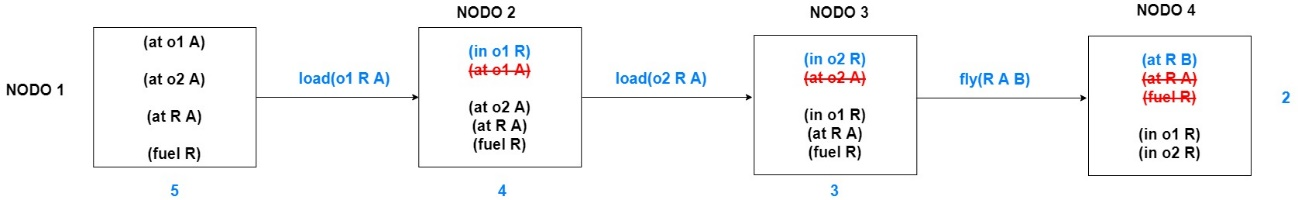 NODO 1
(at o1 A)
(at o2 A)
(at R A)
(fuel R)
5
load(o1 R A)
NODO 2
(in o1 R)
(at o1 A)
(at o2 A)
(at R A)
(fuel R)
4
load(o2 R A)
NODO 3
(in o2 R)
(at o2 A)
(in o1 R)
(at R A)
(fuel R)
3
fly(R A B)
NODO 4
(at R B)
(at R A)
(fuel R)
(in o1 R)
(in o2 R)
2